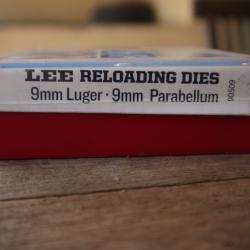 LEE RELOADING DIES
9mm Luger · 9mm Parabellum
90509